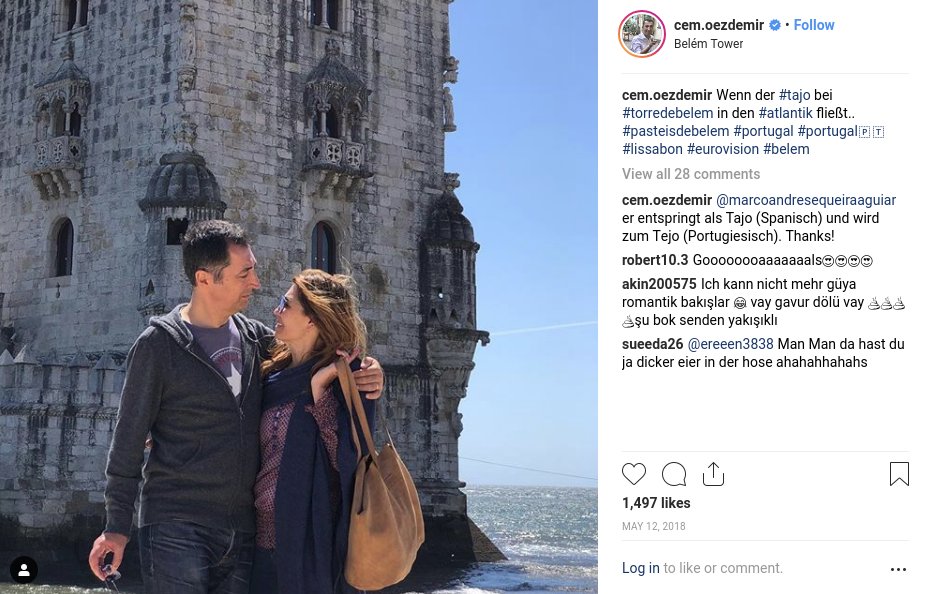 cem.oezdemir • Follow
Belém Tower
cem.oezdemir Wenn der #tajo bei
#torredebelem in den #atlantik fließt..
#pasteisdebelem #portugal #portugal🇵 🇹
#lissabon #eurovision #belem
View all 28 comments
cem.oezdemir @marcoandresequeiraaguiar
er entspringt als Tajo (Spanisch) und wird
zum Tejo (Portugiesisch). Thanks!
robert10.3 Goooooooaaaaaaals😍😍😍😍
akin200575 Ich kann nicht mehr güya
romantik bakışlar 😂 vay gavur dölü vay 💩💩💩
💩şu bok senden yakışıklı
sueeda26 @ereeen3838 Man Man da hast du
ja dicker eier in der hose ahahahhahahs
1,497 likes
MAY 12, 2018
Log in to like or comment.